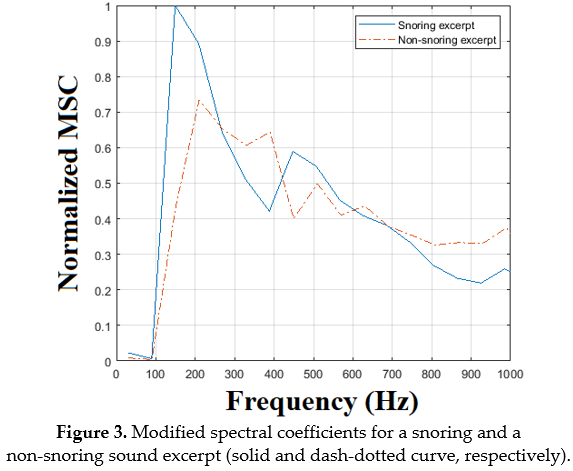 1
0.9
0.8
0.7
0.6
0.5
0.4
0.3
0.2
0.1
0
Normalized MSC
Snoring excerpt
Non-snoring excerpt
0 100 200 300 400 500 600 700 800 900 1000
Frequency (Hz)
Figure 3. Modified spectral coefficients for a snoring and a
non-snoring sound excerpt (solid and dash-dotted curve, respectively).